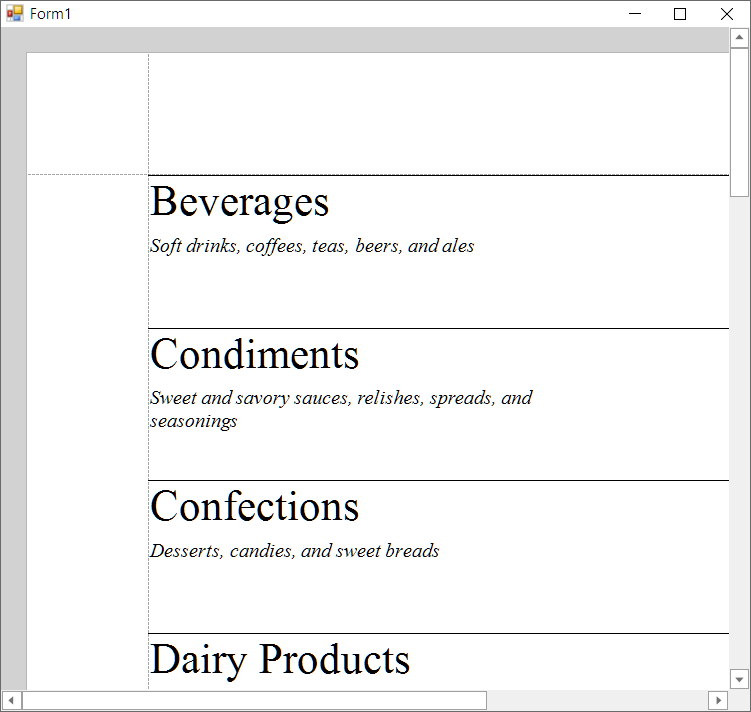 Form1
Beverages
Soft drinks, coffees, teas, beers, and ales
Condiments
Sweet and savory sauces, relishes, spreads, and
seasonings
Confections
Desserts, candies, and sweet breads
Dairy Products